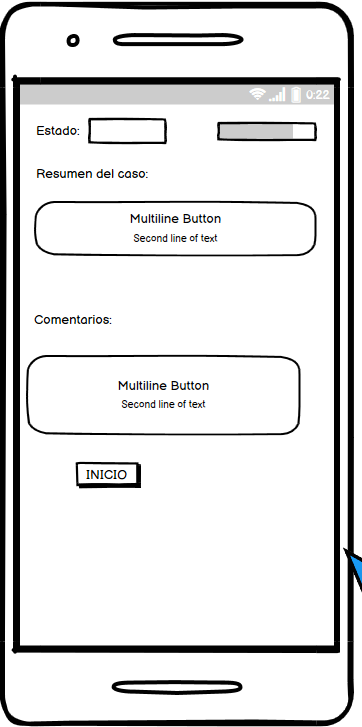 0:22
Estado:
Resumen del caso:
Multiline Button
Second line of text
Comentarios:
Multiline Button
Second line of text
INICIO